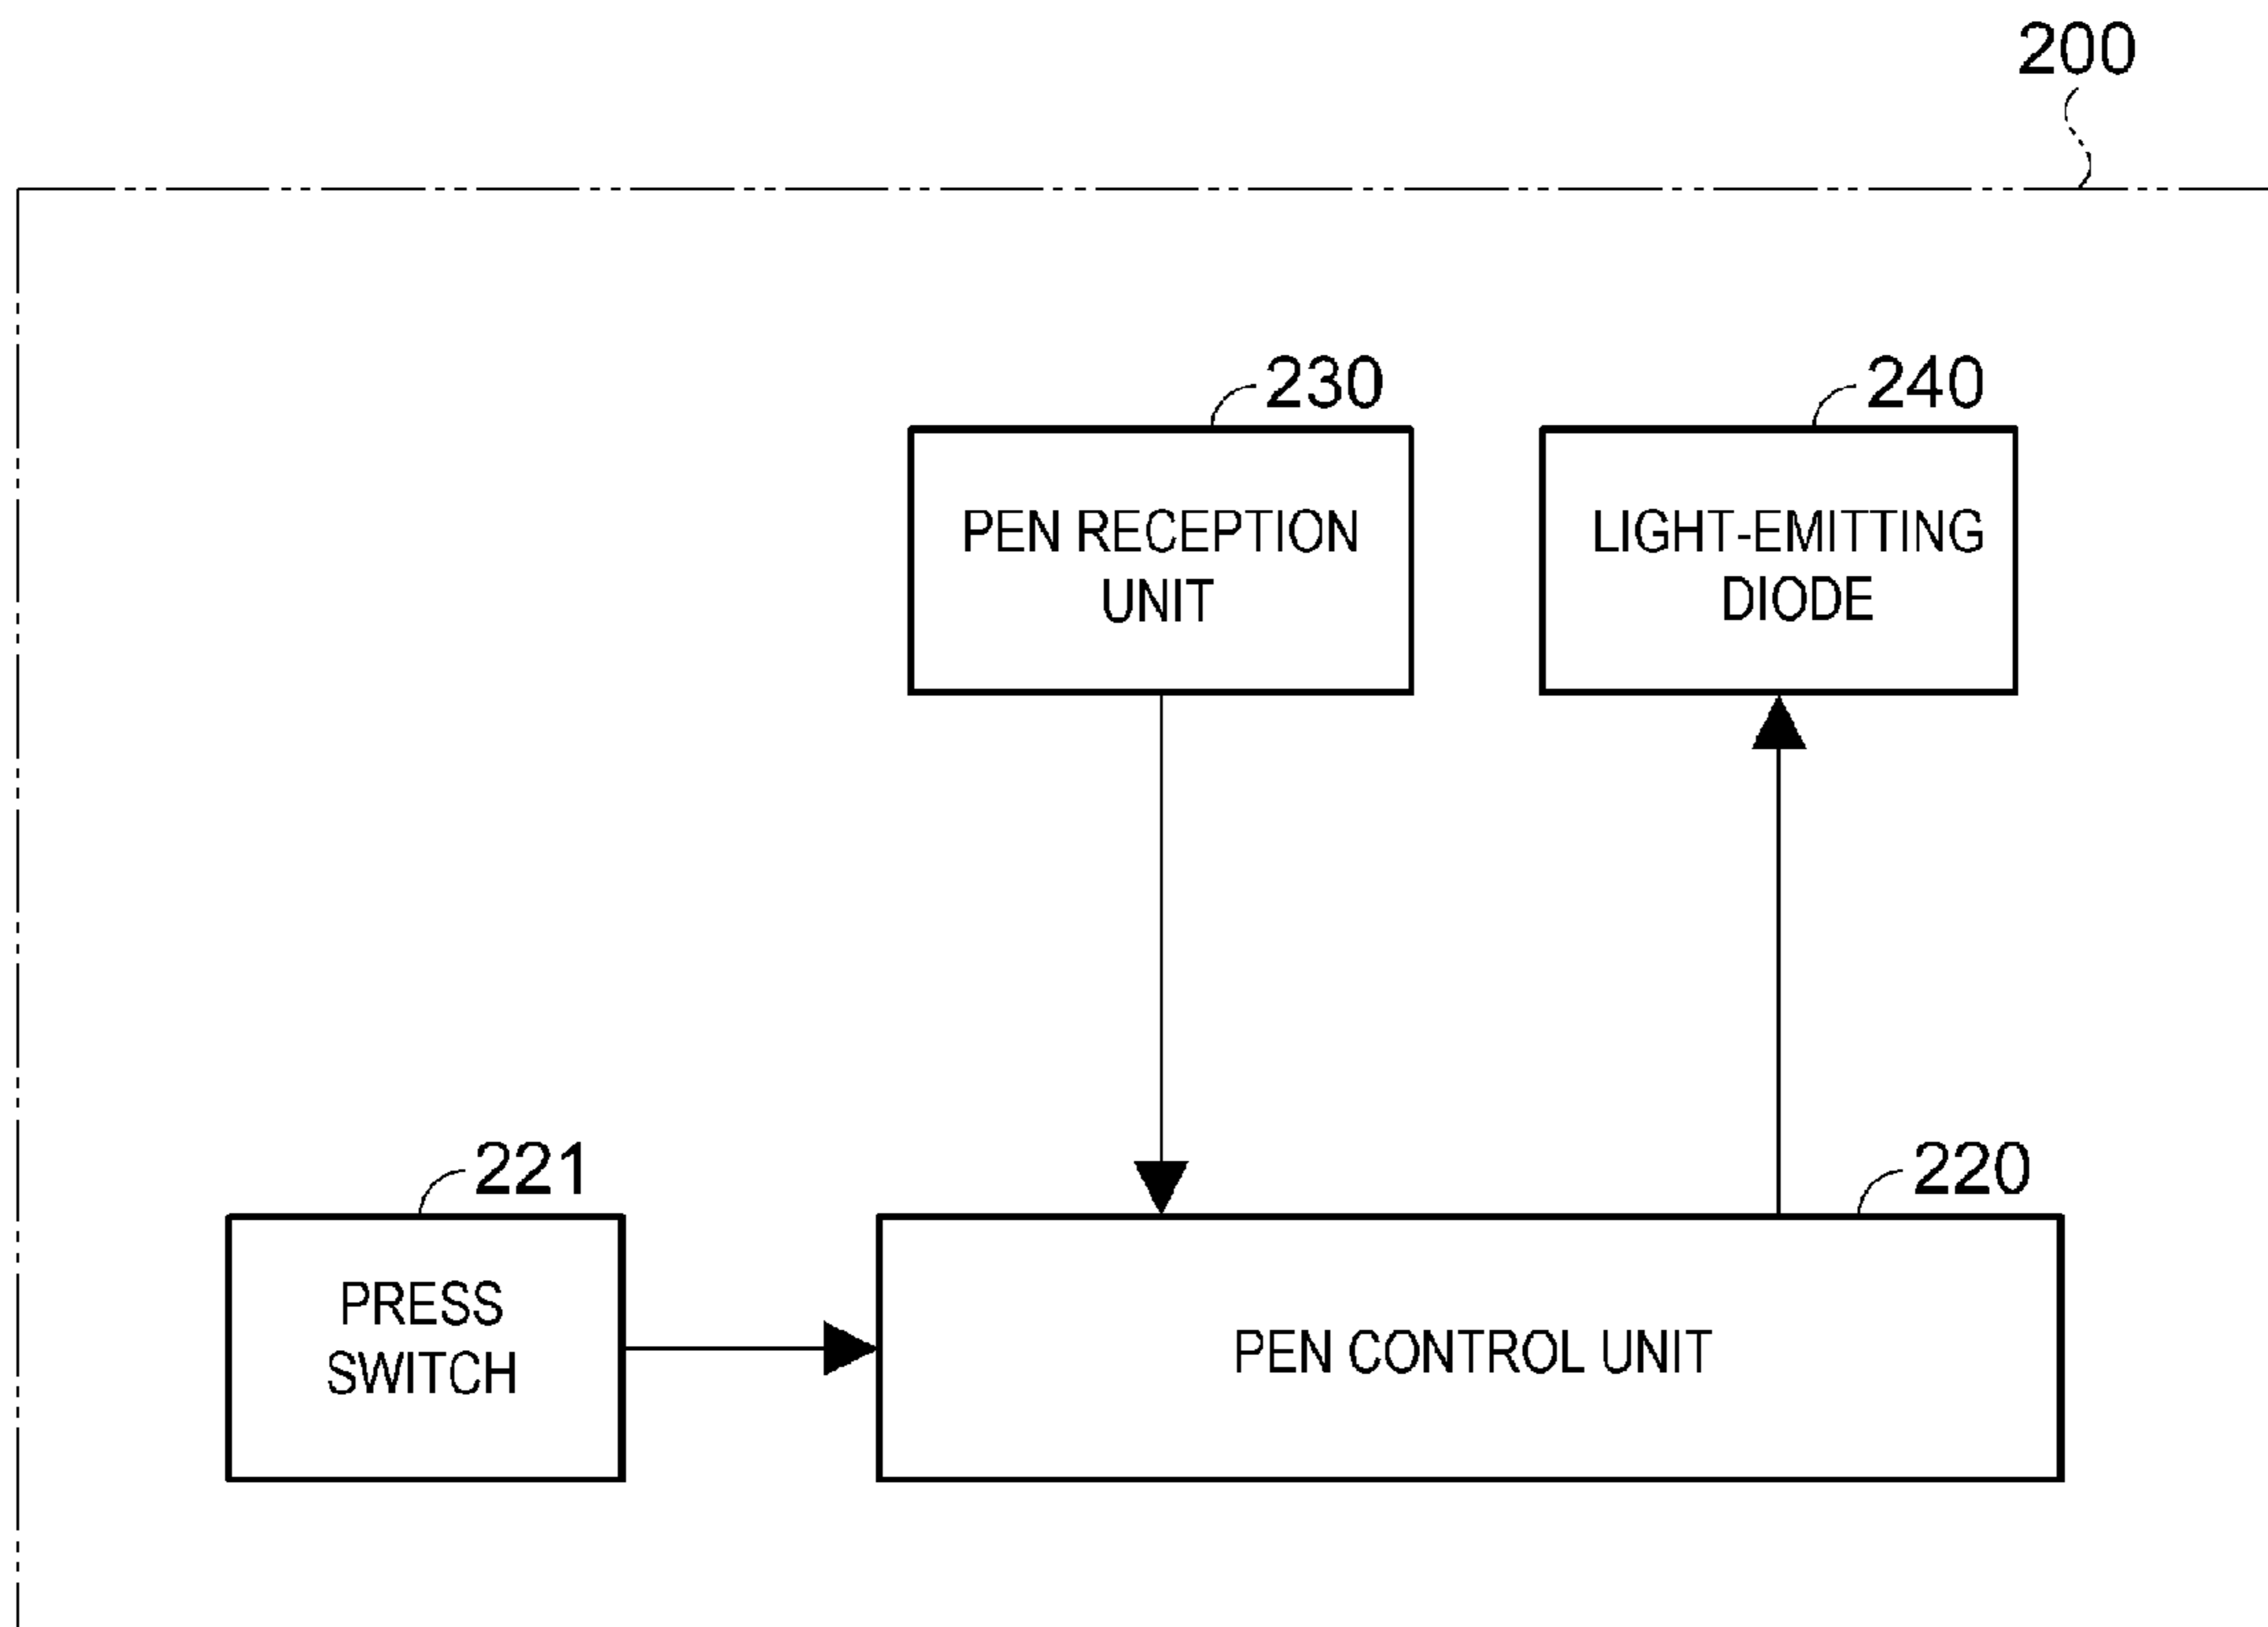 200
230
240
PEN RECEPTION
UNIT
LIGHT-EMITTING
DIODE
221
220
PRESS
SWITCH
PEN CONTROL UNIT